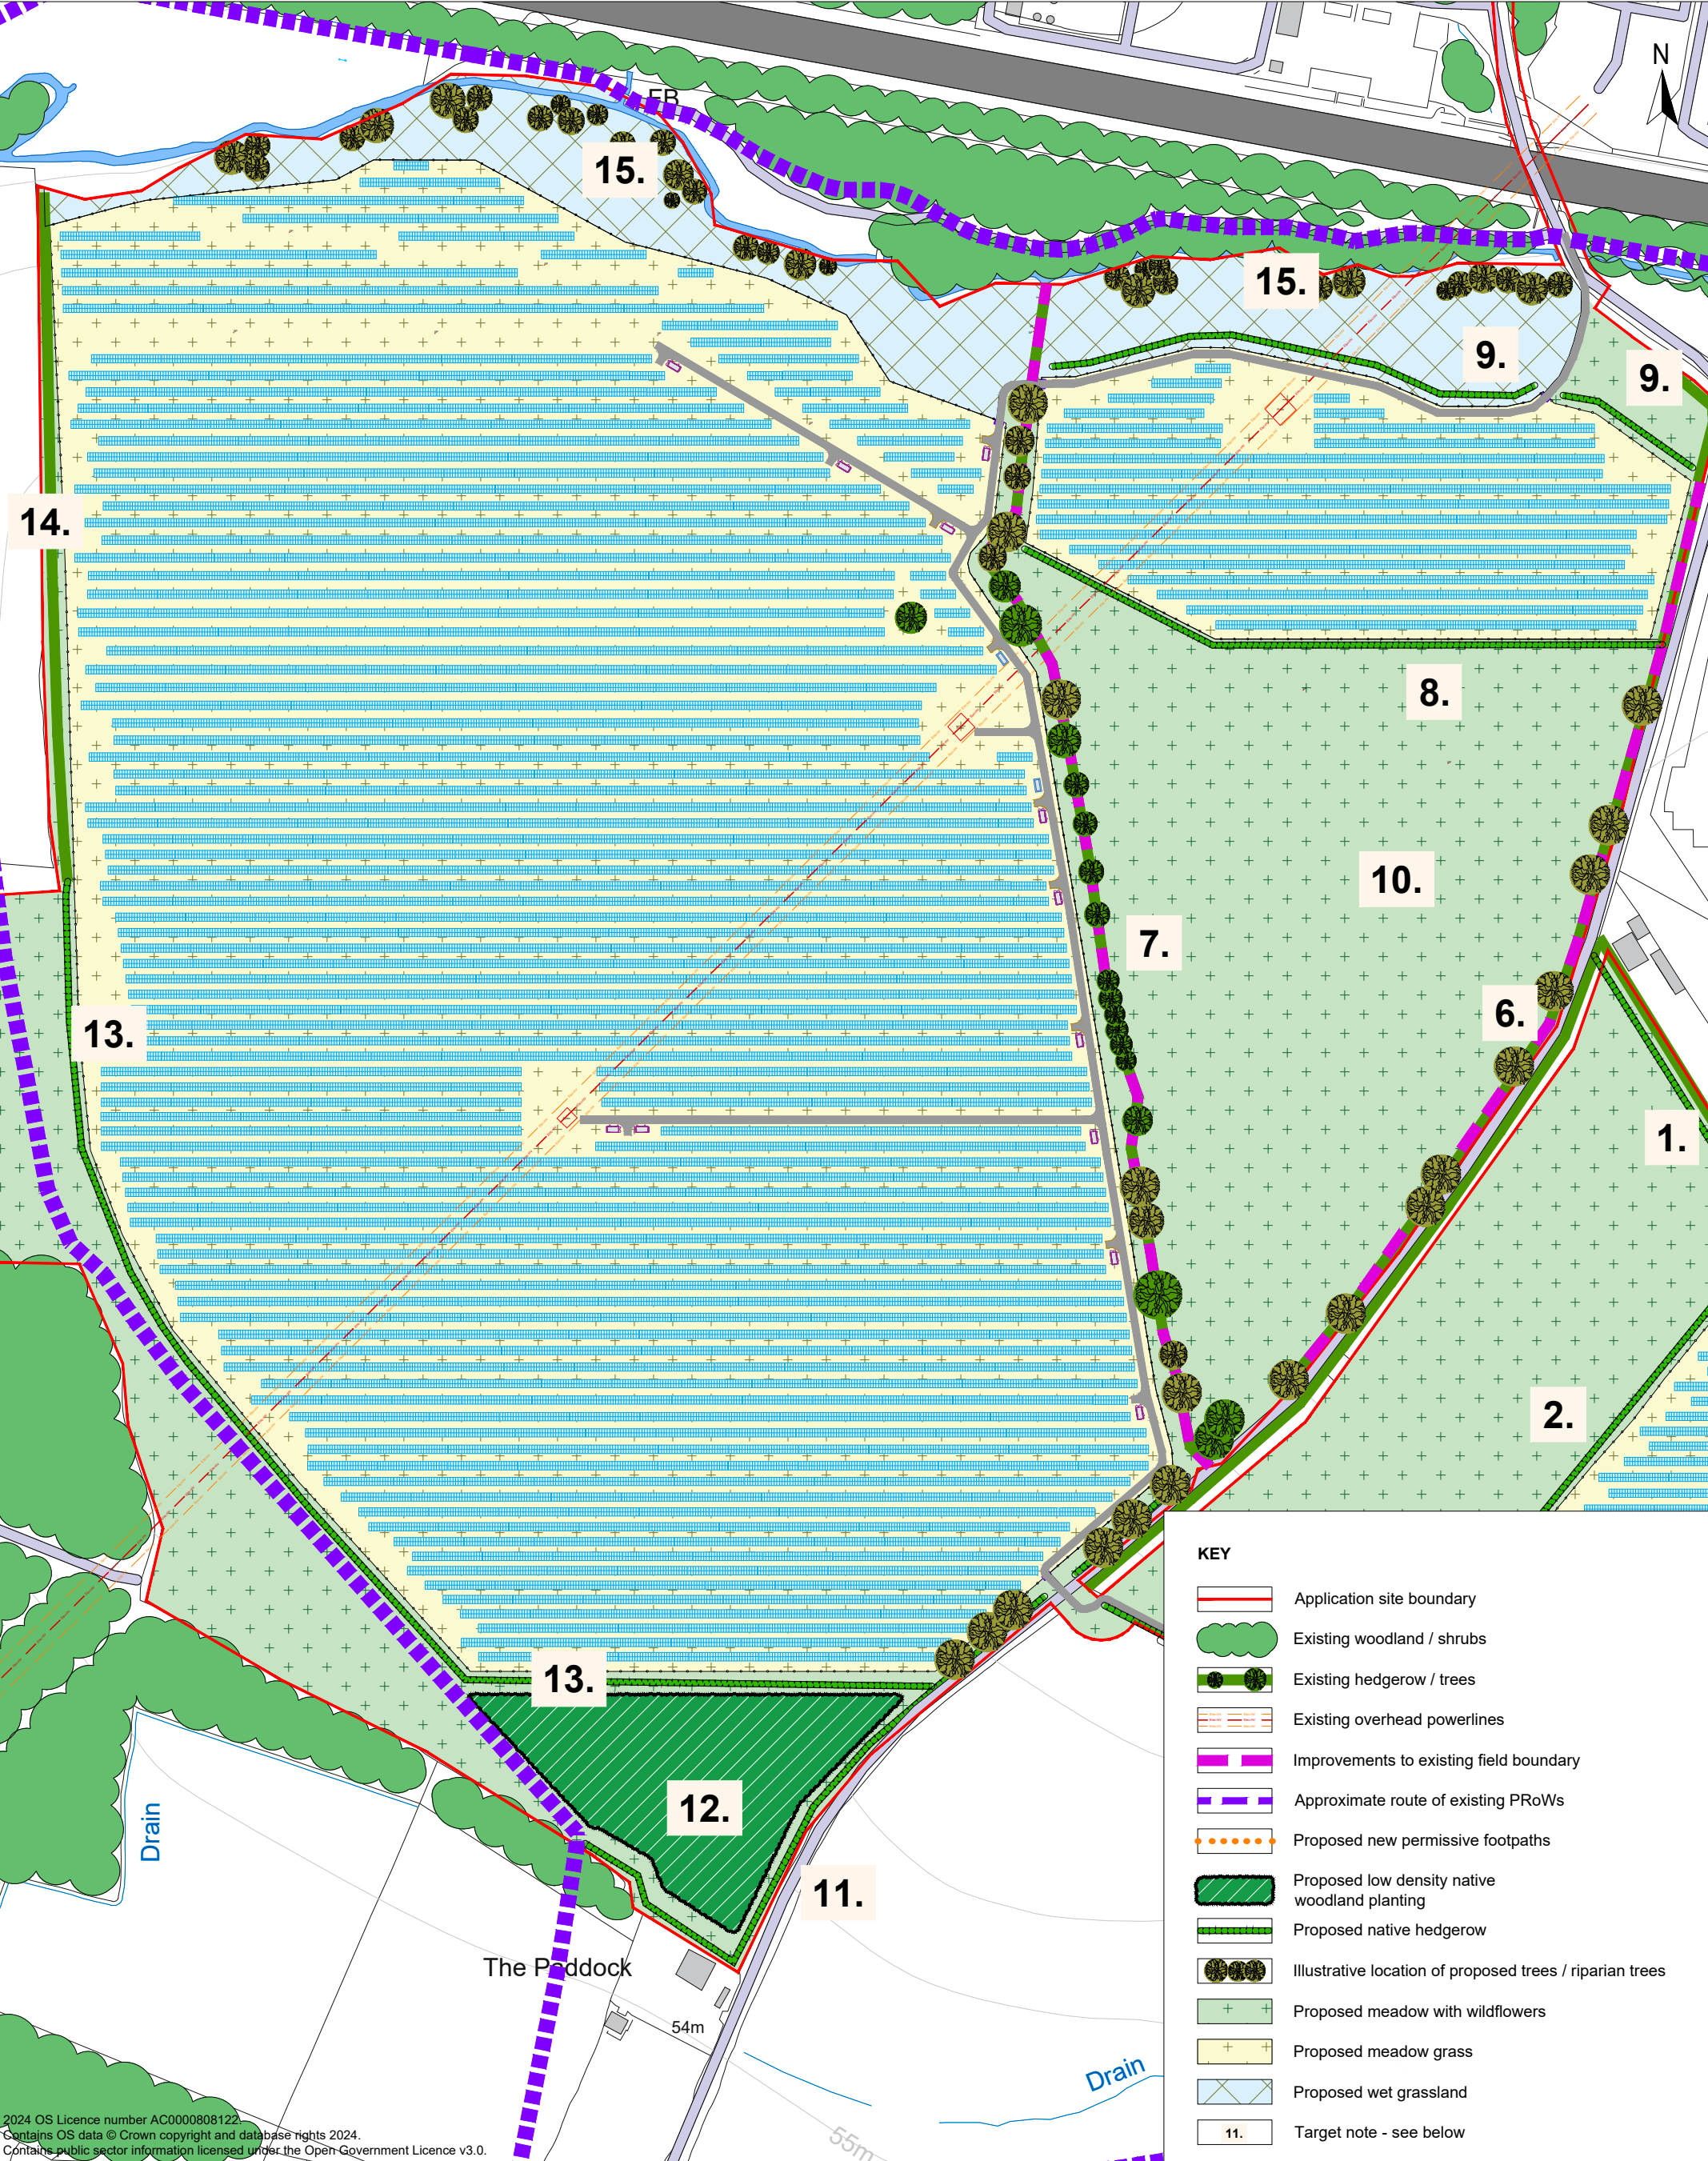 N
FB
15.
15.
9.
9.
14.
8.
10.
7.
6.
13.
1.
2.
13.
12.
11.
Drain
The Paddock
54m
Drain
55m
2024 OS Licence number AC0000808122.
Contains OS data © Crown copyright and database rights 2024.
Contains public sector information licensed under the Open Government Licence v3.0.
KEY
Application site boundary
Existing woodland / shrubs
Existing hedgerow / trees
Existing overhead powerlines
Improvements to existing field boundary
Approximate route of existing PRoWs
Proposed new permissive footpaths
Proposed low density native
woodland planting
Proposed native hedgerow
Illustrative location of proposed trees / riparian trees
Proposed meadow with wildflowers
Proposed meadow grass
Proposed wet grassland
11. Target note - see below